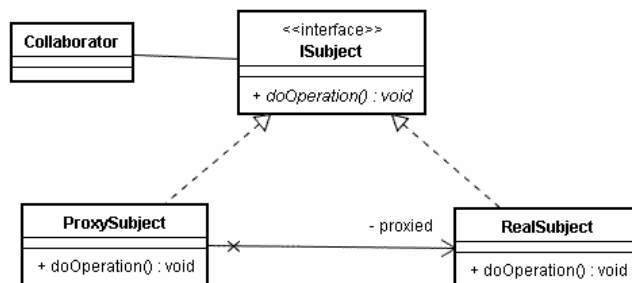 Collaborator
<<interface>>
ISubject
+ doOperation() : void
ProxySubject
+ doOperation() : void
- proxied
RealSubject
+ doOperation() : void